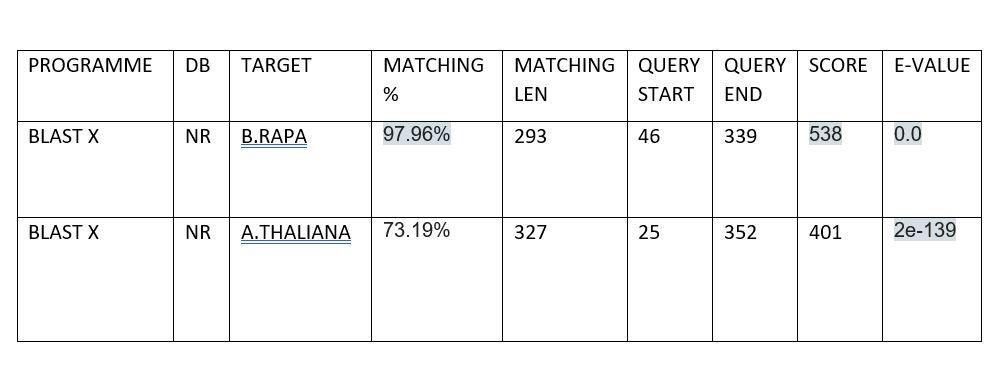 PROGRAMME DB TARGET MATCHING % MATCHING LEN QUERY START QUERY END SCORE E-VALUE
BLAST X NR B.RAPA 97.96% 293 46 339 538 0.0
BLAST X NR A.THALIANA 73.19% 327 25 352 401 2e-139